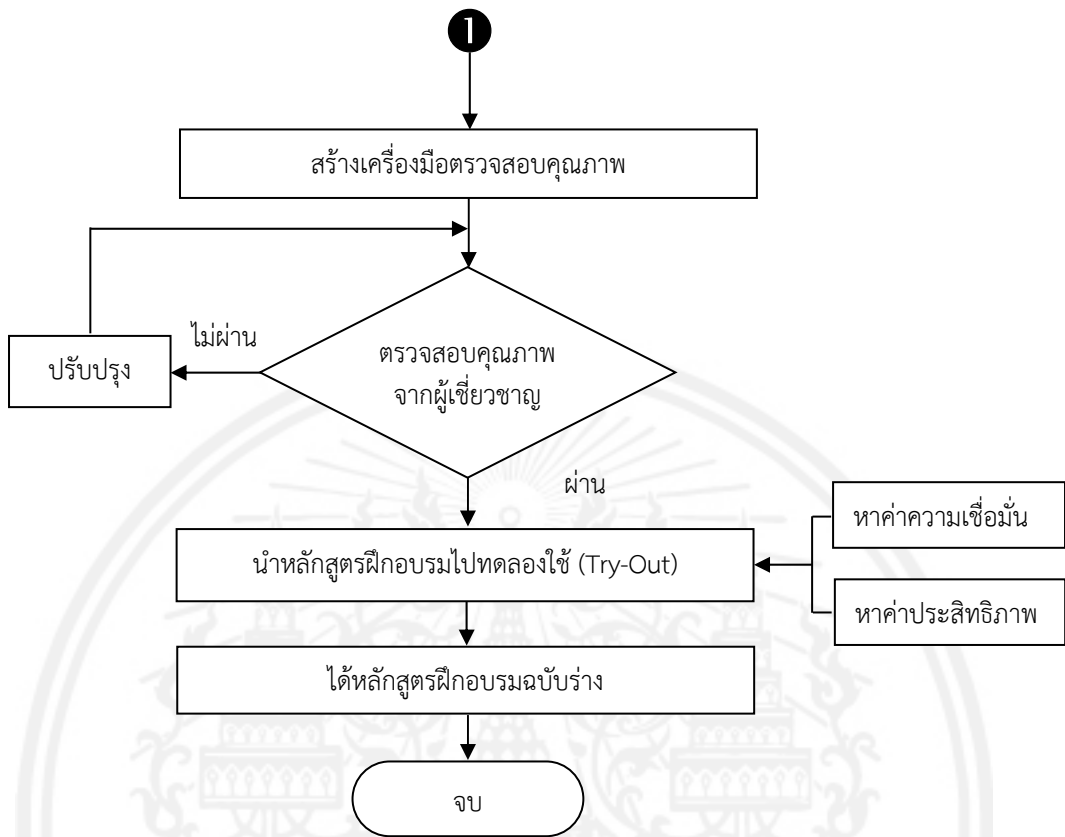 ❶
สร้างเครื่องมือตรวจสอบคุณภาพ
ไม่ผ่าน
ปรับปรุง
ตรวจสอบคุณภาพ
จากผู้เชี่ยวชาญ
ผ่าน
หาค่าความเชื่อมั่น
นำหลักสูตรฝึกอบรมไปทดลองใช้ (Try-Out)
หาค่าประสิทธิภาพ
ได้หลักสูตรฝึกอบรมฉบับร่าง
จบ